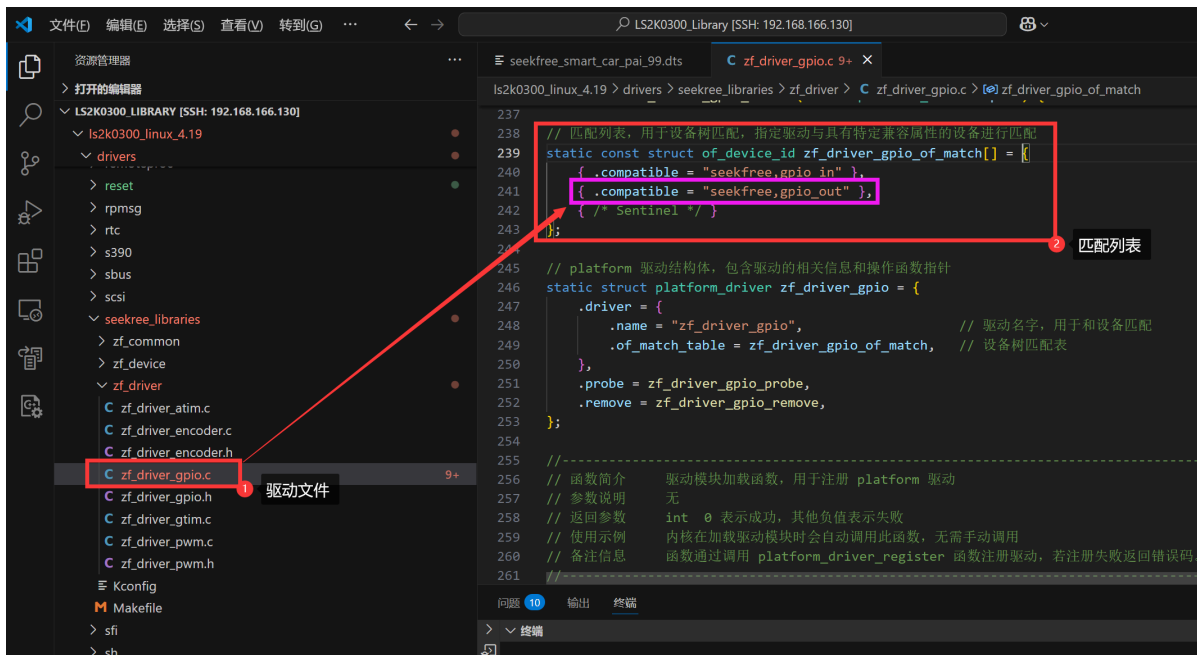 文件(F) 编辑(E) 选择(S) 查看(V) 转到(G) ··· ← → LS2K0300_Library [SSH: 192.168.166.130]
资源管理器 ···
打开的编辑器
LS2K0300_LIBRARY [SSH: 192.168.166.130]
ls2k0300_linux_4.19
drivers
reset
rpmsg
rtc
s390
sbus
scsi
seekree_libraries
zf_common
zf_device
zf_driver
C zf_driver_atim.c
C zf_driver_encoder.c
C zf_driver_encoder.h
C zf_driver_gpio.c 9+
1 驱动文件
C zf_driver_gpio.h
C zf_driver_gtim.c
C zf_driver_pwm.c
C zf_driver_pwm.h
Kconfig
M Makefile
sfi
sh
seekfree_smart_car_pai_99.dts C zf_driver_gpio.c 9+ ×
ls2k0300_linux_4.19 > drivers > seekree_libraries > zf_driver > C zf_driver_gpio.c > zf_driver_gpio_of_match
237
238 // 匹配列表，用于设备树匹配，指定驱动与具有特定兼容属性的设备进行匹配
239 static const struct of_device_id zf_driver_gpio_of_match[] = {
240 { .compatible = "seekfree,gpio_in" },
241 { .compatible = "seekfree,gpio_out" },
242 { /* Sentinel */ }
243 };
2 匹配列表
244
245 // platform 驱动结构体，包含驱动的相关信息和操作函数指针
246 static struct platform_driver zf_driver_gpio = {
247 .driver = {
248 .name = "zf_driver_gpio", // 驱动名字，用于和设备匹配
249 .of_match_table = zf_driver_gpio_of_match, // 设备树匹配表
250 },
251 .probe = zf_driver_gpio_probe,
252 .remove = zf_driver_gpio_remove,
253 };
254
255 //-------------------------------------------------------------------
256 // 函数简介 驱动模块加载函数，用于注册 platform 驱动
257 // 参数说明 无
258 // 返回参数 int 0 表示成功，其他负值表示失败
259 // 使用示例 内核在加载驱动模块时会自动调用此函数，无需手动调用
260 // 备注信息 函数通过调用 platform_driver_register 函数注册驱动，若注册失败返回错误码
261 //-------------------------------------------------------------------
问题 10 输出 终端
终端